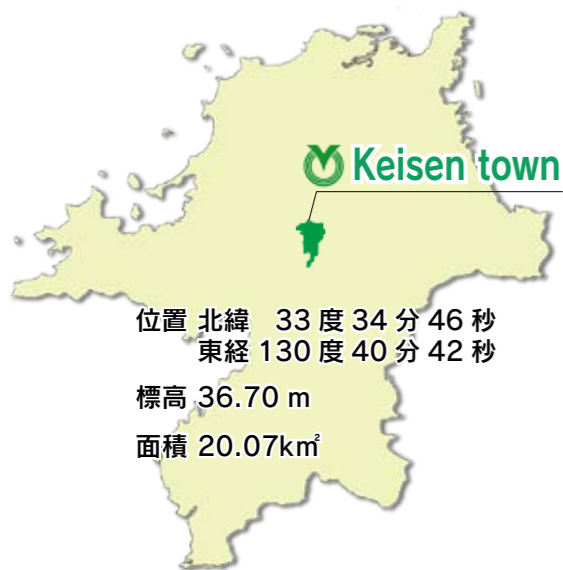 Keisen town
位置 北緯　33 度 34 分 46 秒
東経 130 度 40 分 42 秒
標高 36.70 m
面積 20.07k㎡